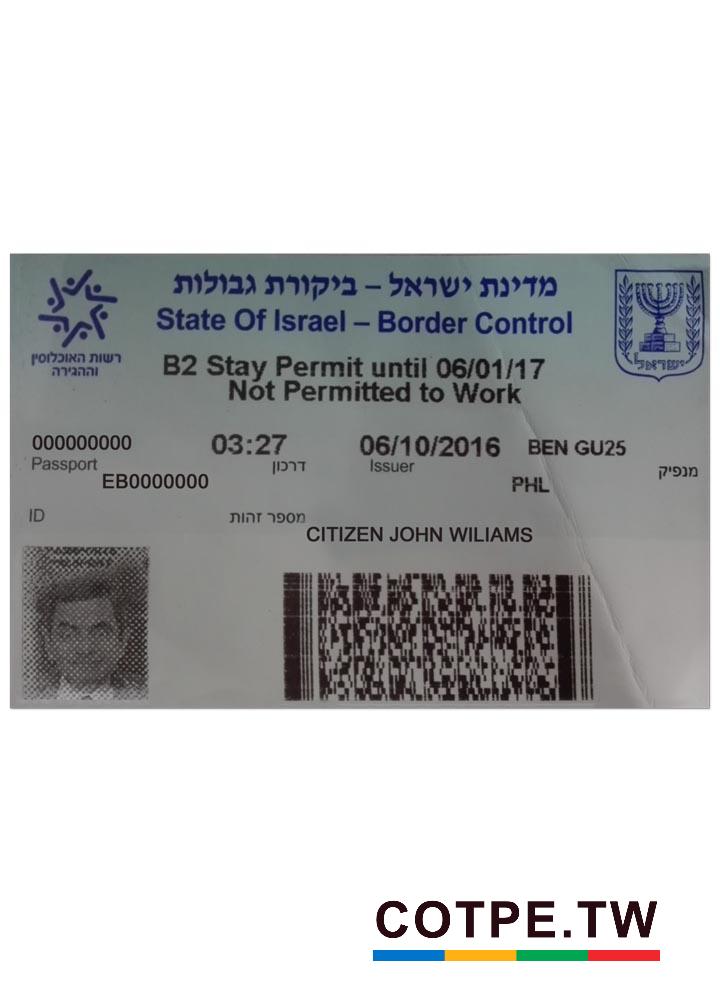 מדינת ישראל – ביקורת גבולות
State Of Israel – Border Control
רשות האוכלוסין
וההגירה
ישראל
B2 Stay Permit until 06/01/17
Not Permitted to Work
000000000 03:27 06/10/2016 BEN GU25
Passport דרכון Issuer מנפיק
EB0000000 PHL
ID מספר זהות
CITIZEN JOHN WILIAMS
COTPE.TW